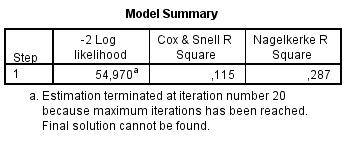 Model Summary
Step -2 Log likelihood Cox & Snell R Square Nagelkerke R Square
1 54,970a ,115 ,287
a. Estimation terminated at iteration number 20
because maximum iterations has been reached.
Final solution cannot be found.